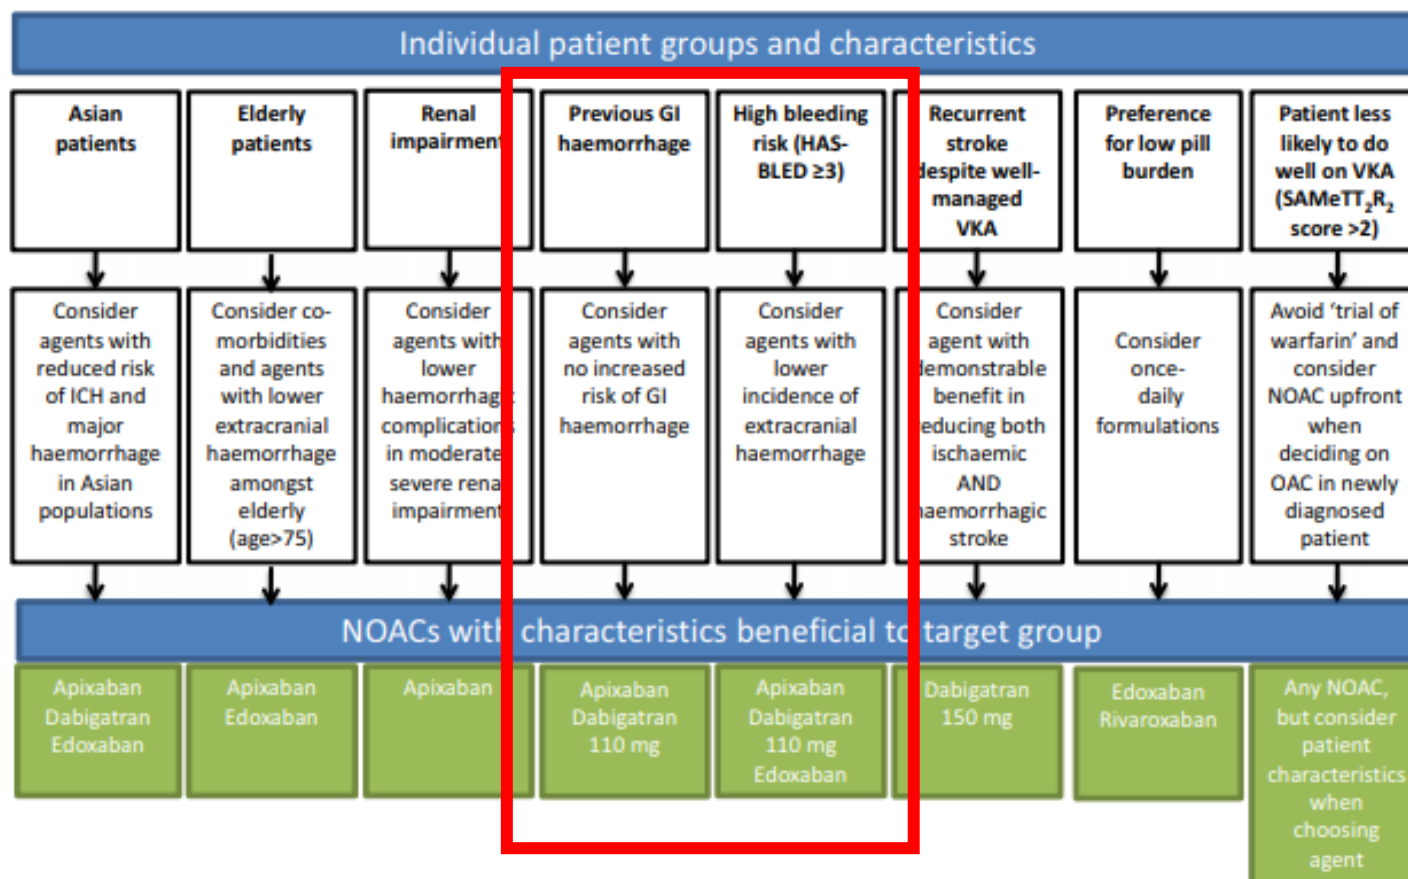 Individual patient groups and characteristics
Asian
patients
Elderly
patients
Renal
impairment
Previous GI
haemorrhage
High bleeding
risk (HAS-
BLED ≥3)
Recurrent
stroke
despite well-
managed
VKA
Preference
for low pill
burden
Patient less
likely to do
well on VKA
(SAMeTT₂R₂
score >2)
Consider
agents with
reduced risk
of ICH and
major
haemorrhage
in Asian
populations
Consider co-
morbidities
and agents
with lower
extracranial
haemorrhage
amongst
elderly
(age>75)
Consider
agents with
lower
haemorrhagic
complications
in moderate
severe renal
impairment
Consider
agents with
no increased
risk of GI
haemorrhage
Consider
agents with
lower
incidence of
extracranial
haemorrhage
Consider
agent with
demonstrable
benefit in
reducing both
ischaemic
AND
haemorrhagic
stroke
Consider
once-
daily
formulations
Avoid ‘trial of
warfarin’ and
consider
NOAC upfront
when
deciding on
OAC in newly
diagnosed
patient
NOACs with characteristics beneficial to target group
Apixaban
Dabigatran
Edoxaban
Apixaban
Edoxaban
Apixaban
Apixaban
Dabigatran
110 mg
Apixaban
Dabigatran
110 mg
Edoxaban
Dabigatran
150 mg
Edoxaban
Rivaroxaban
Any NOAC,
but consider
patient
characteristics
when
choosing
agent